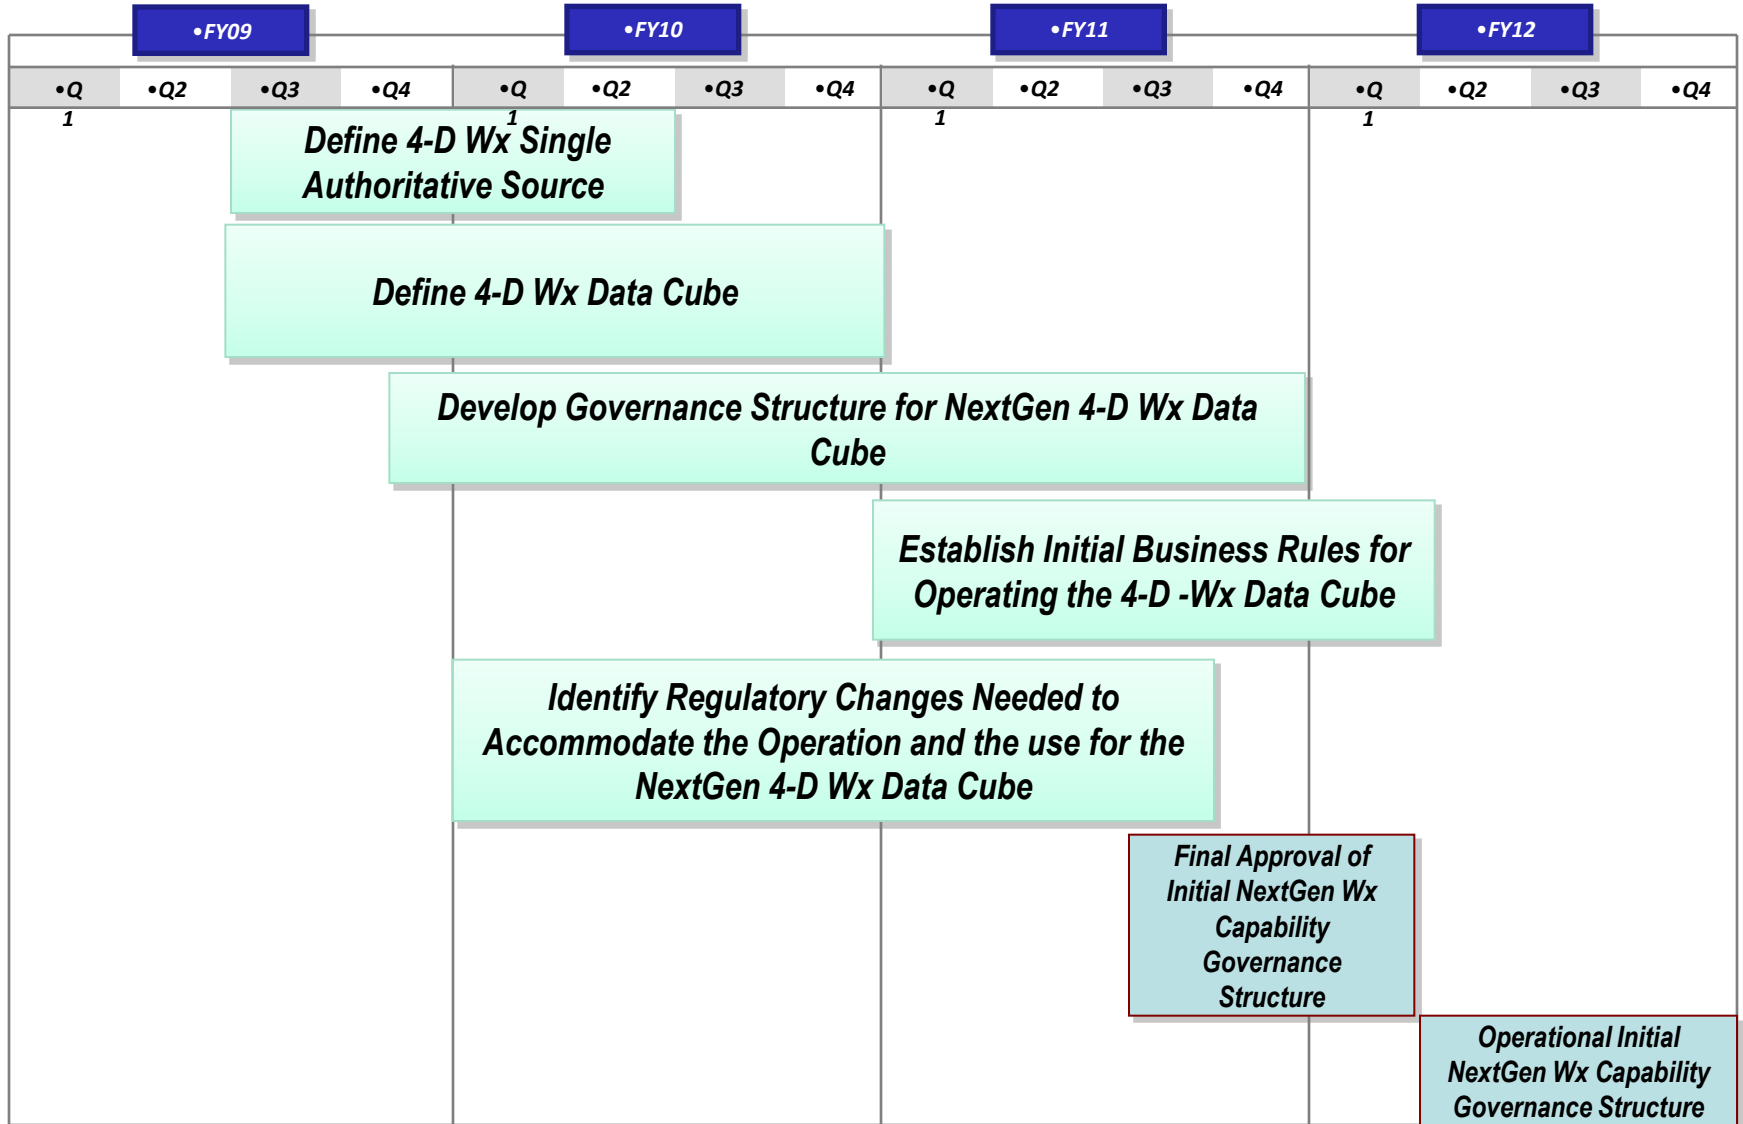 •FY09
•FY10
•FY11
•FY12
•Q
1
•Q2
•Q3
•Q4
•Q
1
•Q2
•Q3
•Q4
•Q
1
•Q2
•Q3
•Q4
•Q
1
•Q2
•Q3
•Q4
Define 4-D Wx Single
Authoritative Source
Define 4-D Wx Data Cube
Develop Governance Structure for NextGen 4-D Wx Data
Cube
Establish Initial Business Rules for
Operating the 4-D -Wx Data Cube
Identify Regulatory Changes Needed to
Accommodate the Operation and the use for the
NextGen 4-D Wx Data Cube
Final Approval of
Initial NextGen Wx
Capability
Governance
Structure
Operational Initial
NextGen Wx Capability
Governance Structure